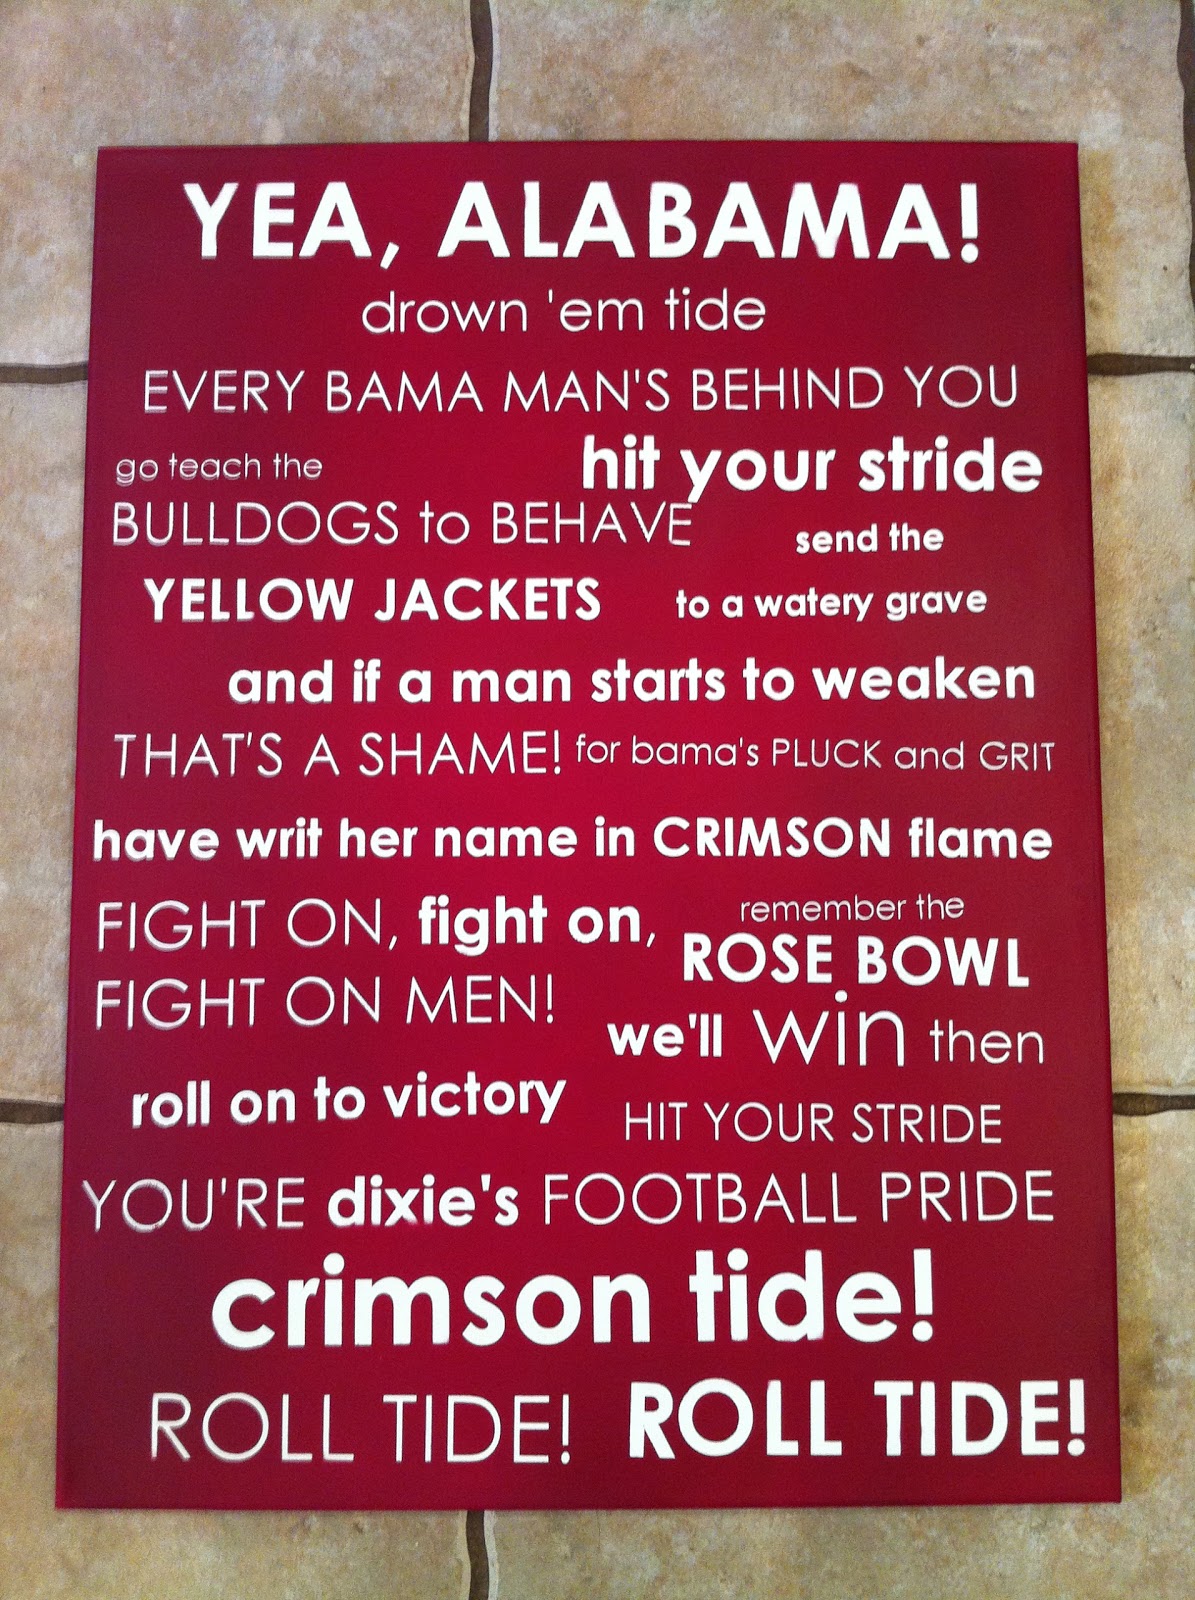 YEA, ALABAMA!
drown 'em tide
EVERY BAMA MAN'S BEHIND YOU
hit your stride
go teach the
BULLDOGS to BEHAVE
send the
YELLOW JACKETS
to a watery grave
and if a man starts to weaken
THAT'S A SHAME! for bama's PLUCK and GRIT
have writ her name in CRIMSON flame
FIGHT ON, fight on,
FIGHT ON MEN!
remember the
ROSE BOWL
we'll win then
roll on to victory
HIT YOUR STRIDE
YOU'RE dixie's FOOTBALL PRIDE
crimson tide!
ROLL TIDE! ROLL TIDE!